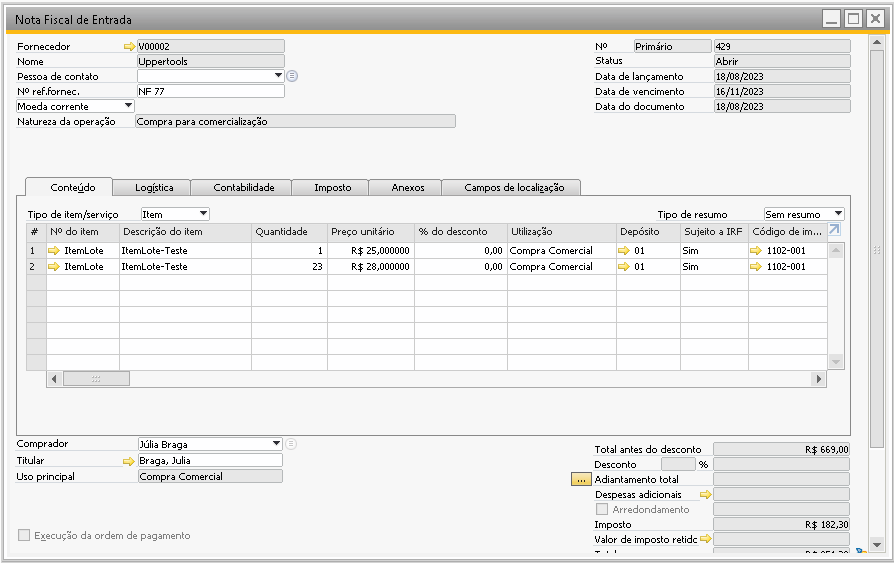 Nota Fiscal de Entrada
Fornecedor V00002 Nº Primário 429
Nome Uppertools Status Abrir
Pessoa de contato Data de lançamento 18/08/2023
Nº ref.fornec. NF 77 Data de vencimento 16/11/2023
Moeda corrente Data do documento 18/08/2023
Natureza da operação Compra para comercialização
Conteúdo Logística Contabilidade Imposto Anexos Campos de localização
Tipo de item/serviço Item Tipo de resumo Sem resumo
# Nº do item Descrição do item Quantidade Preço unitário % do desconto Utilização Depósito Sujeito a IRF Código de im...
1 ItemLote ItemLote-Teste 1 R$ 25,000000 0,00 Compra Comercial 01 Sim 1102-001
2 ItemLote ItemLote-Teste 23 R$ 28,000000 0,00 Compra Comercial 01 Sim 1102-001
Comprador Júlia Braga
Titular Braga, Julia
Uso principal Compra Comercial
Total antes do desconto R$ 669,00
Desconto %
... Adiantamento total
Despesas adicionais
Arredondamento
Imposto R$ 182,30
Execução da ordem de pagamento
Valor de imposto retidc